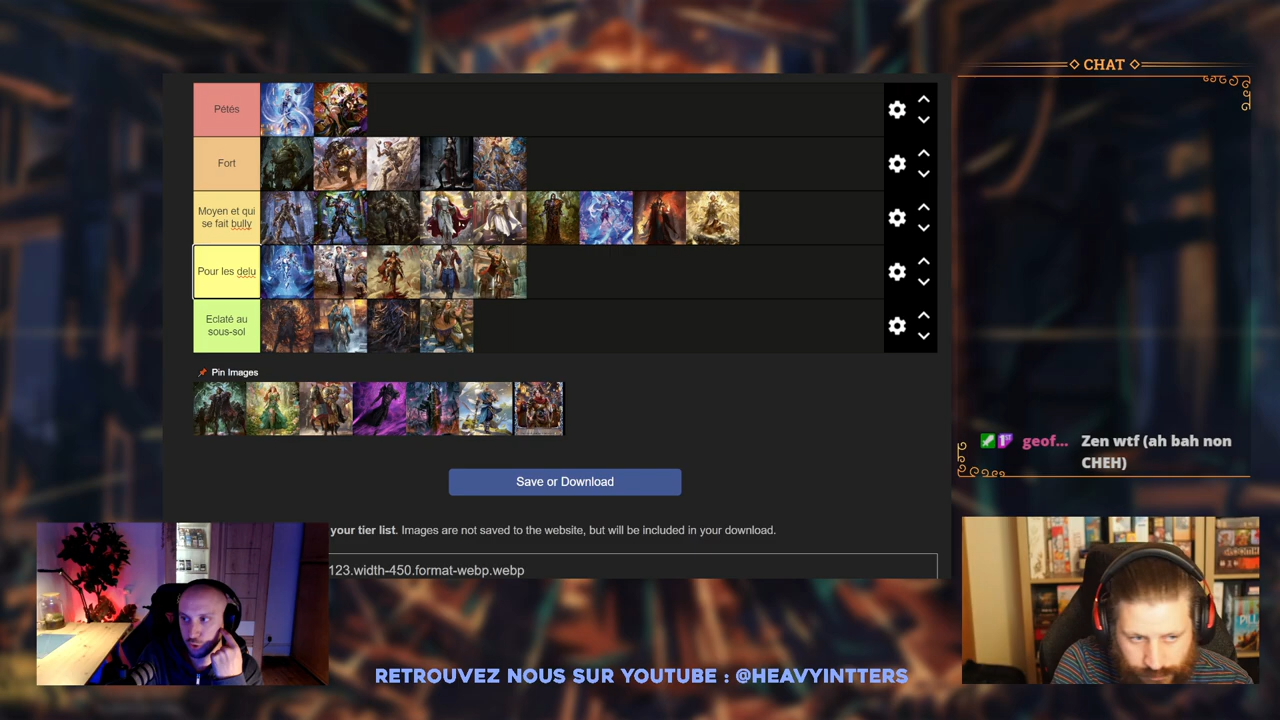 CHAT
Pétés
Fort
Moyen et qui
se fait bully
Pour les delu
Eclaté au
sous-sol
Pin Images
Save or Download
your tier list. Images are not saved to the website, but will be included in your download.
123.width-450.format-webp.webp
geof... Zen wtf (ah bah non
CHEH)
RETROUVEZ NOUS SUR YOUTUBE : @HEAVYINTTERS